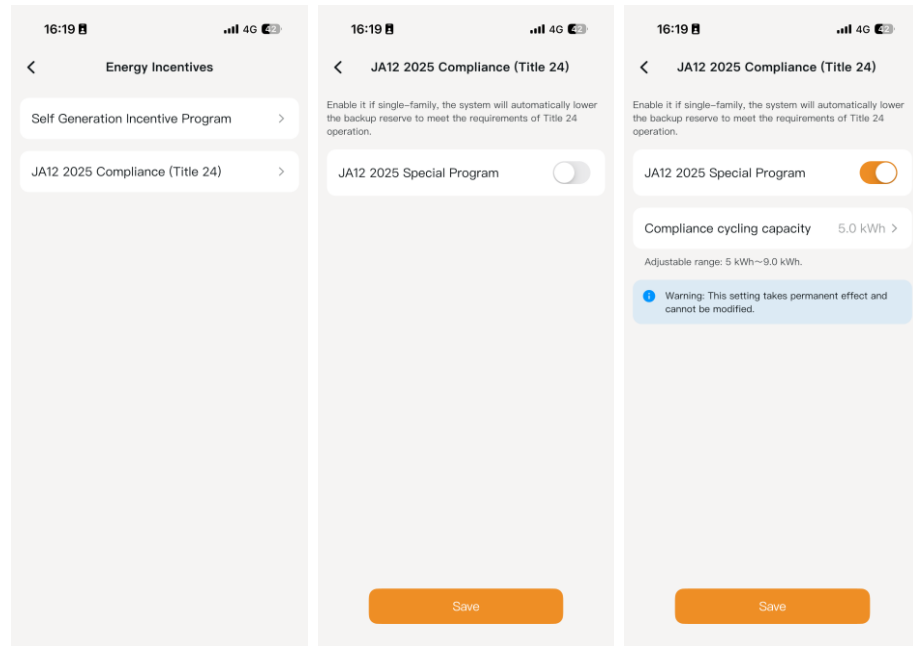 16:19
4G 42
Energy Incentives
Self Generation Incentive Program
JA12 2025 Compliance (Title 24)
16:19
4G 42
JA12 2025 Compliance (Title 24)
Enable it if single-family, the system will automatically lower
the backup reserve to meet the requirements of Title 24
operation.
JA12 2025 Special Program
Save
16:19
4G 42
JA12 2025 Compliance (Title 24)
Enable it if single-family, the system will automatically lower
the backup reserve to meet the requirements of Title 24
operation.
JA12 2025 Special Program
Compliance cycling capacity 5.0 kWh
Adjustable range: 5 kWh~9.0 kWh.
Warning: This setting takes permanent effect and
cannot be modified.
Save